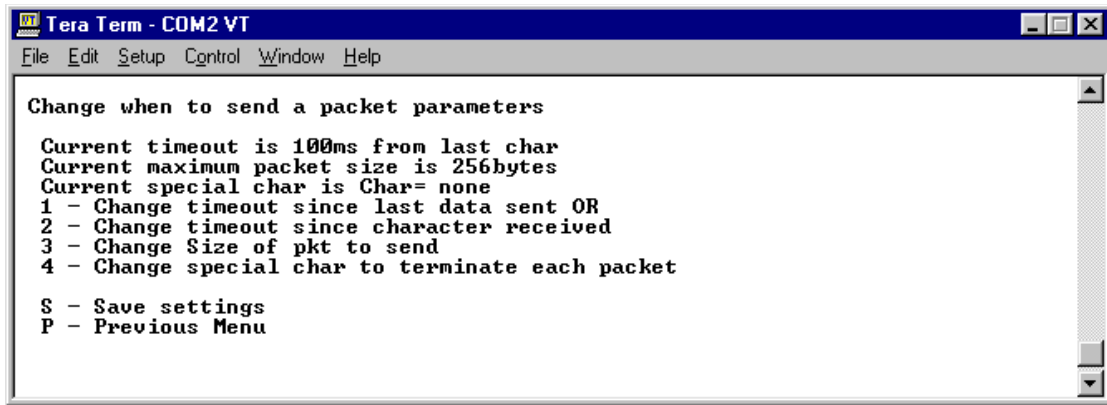 Tera Term - COM2 VT
File Edit Setup Control Window Help
Change when to send a packet parameters
Current timeout is 100ms from last char
Current maximum packet size is 256bytes
Current special char is Char= none
1 - Change timeout since last data sent OR
2 - Change timeout since character received
3 - Change Size of pkt to send
4 - Change special char to terminate each packet
S - Save settings
P - Previous Menu